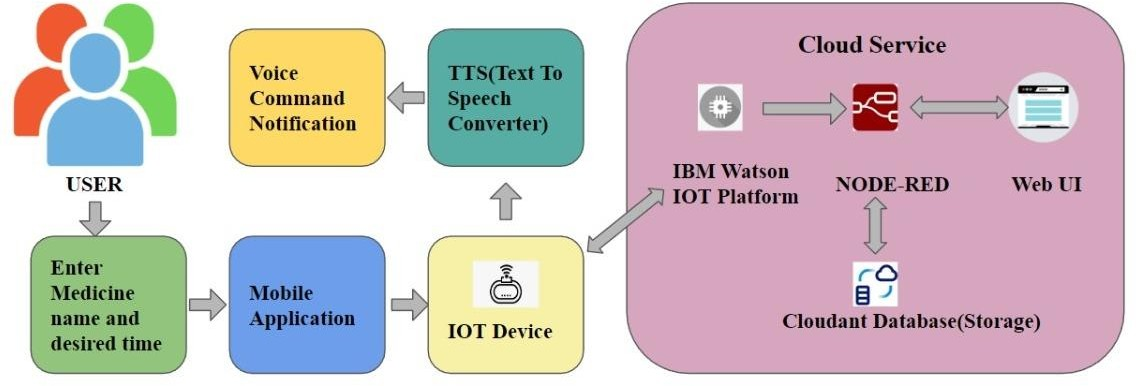 USER
Enter
Medicine
name and
desired time
Mobile
Application
IOT Device
TTS(Text To
Speech
Converter)
Voice
Command
Notification
Cloud Service
IBM Watson
IOT Platform
NODE-RED
Web UI
Cloudant Database(Storage)